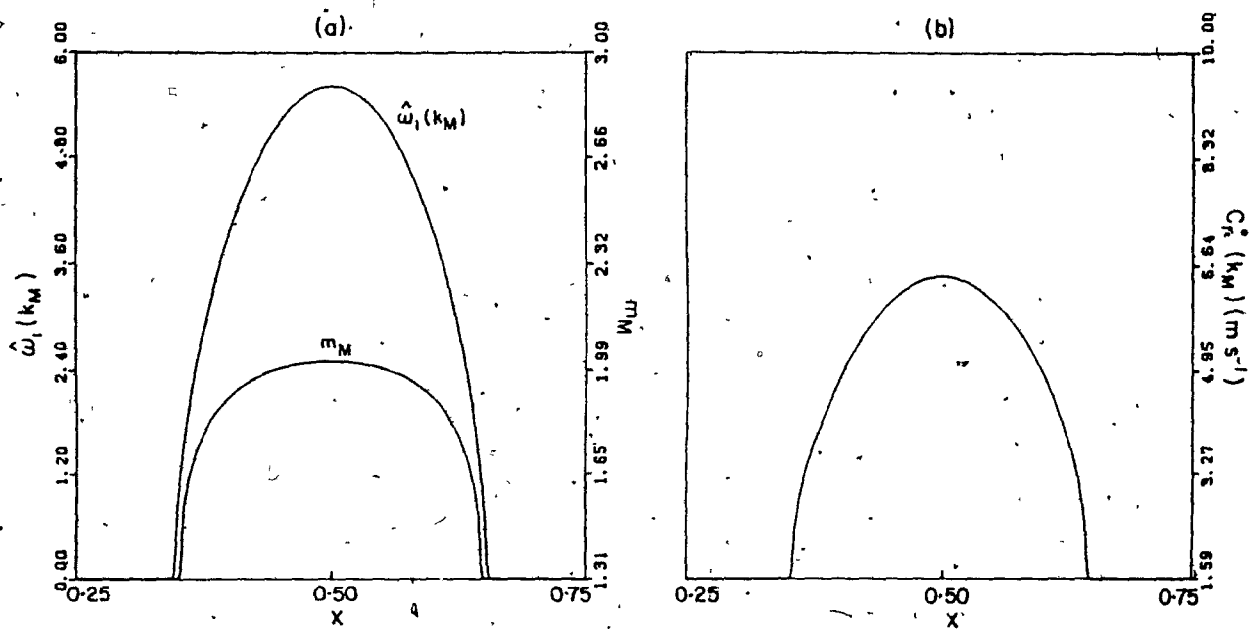 (a)
6.00
4.80
3.60
2.40
1.20
0.00
ω̂₁(k_M)
ω̂₁(k_M)
m_M
3.00
2.66
2.32
1.99
1.65
1.31
m_M
0.25
0.50
0.75
X
(b)
10.00
8.32
6.64
4.95
3.27
1.59
(k_M)(m s⁻¹)
0.25
0.50
0.75
X